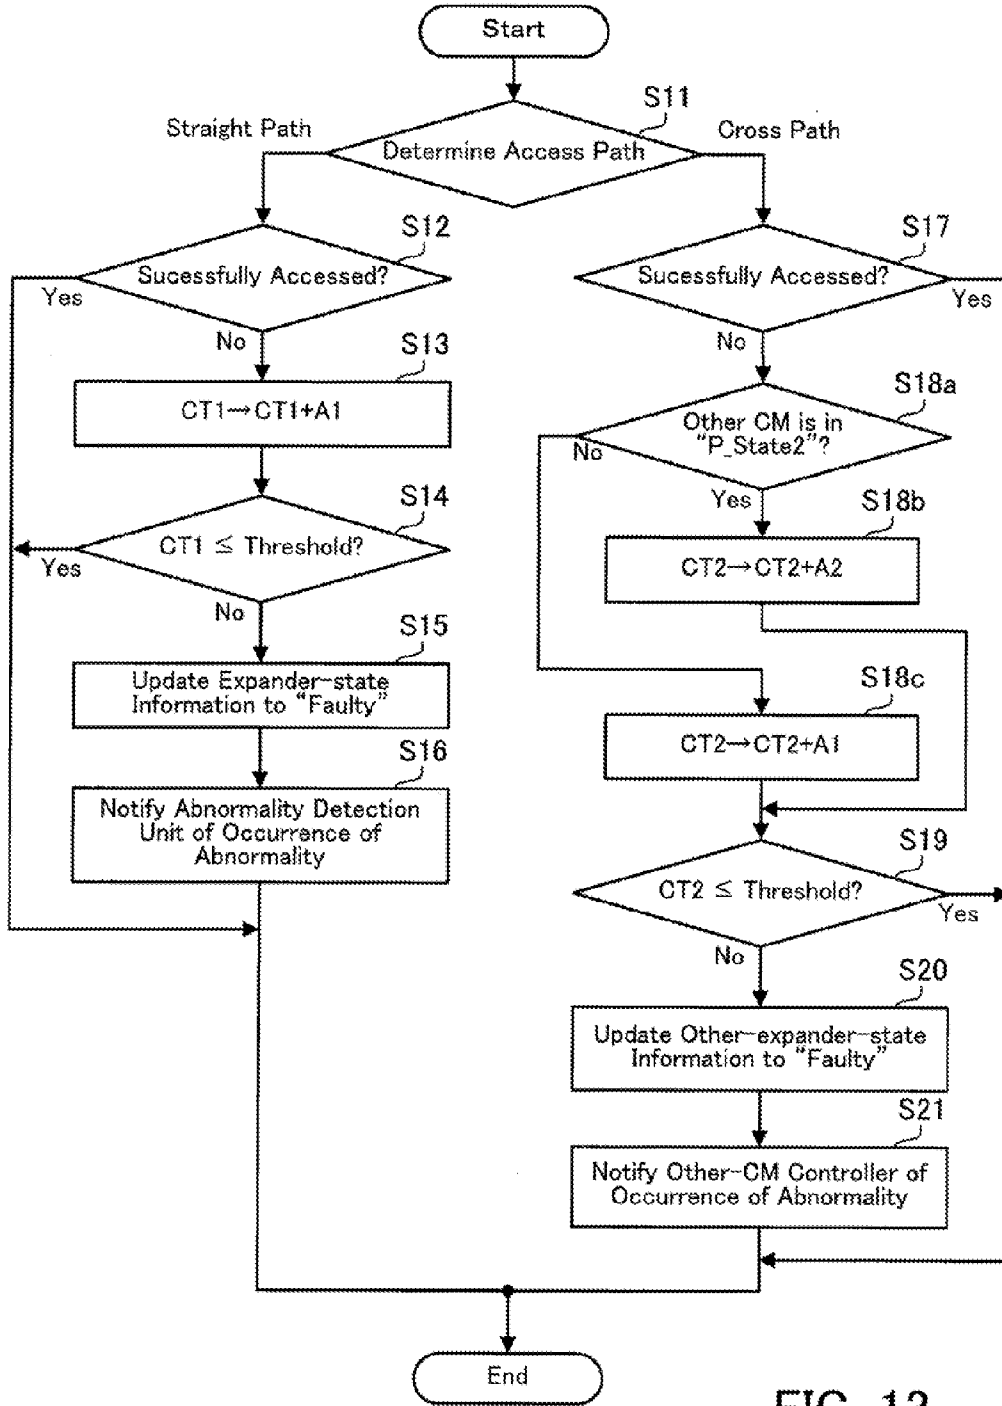 Start
S11
Straight Path
Cross Path
Determine Access Path
S12
S17
Sucessfully Accessed?
Sucessfully Accessed?
Yes
Yes
No
No
S13
CT1→CT1+A1
S18a
Other CM is in
"P_State2"?
No
Yes
S14
CT1 ≤ Threshold?
Yes
No
S18b
CT2→CT2+A2
S15
Update Expander-state
Information to "Faulty"
S18c
CT2→CT2+A1
S16
Notify Abnormality Detection
Unit of Occurrence of
Abnormality
S19
CT2 ≤ Threshold?
Yes
No
S20
Update Other-expander-state
Information to "Faulty"
S21
Notify Other-CM Controller of
Occurrence of Abnormality
End